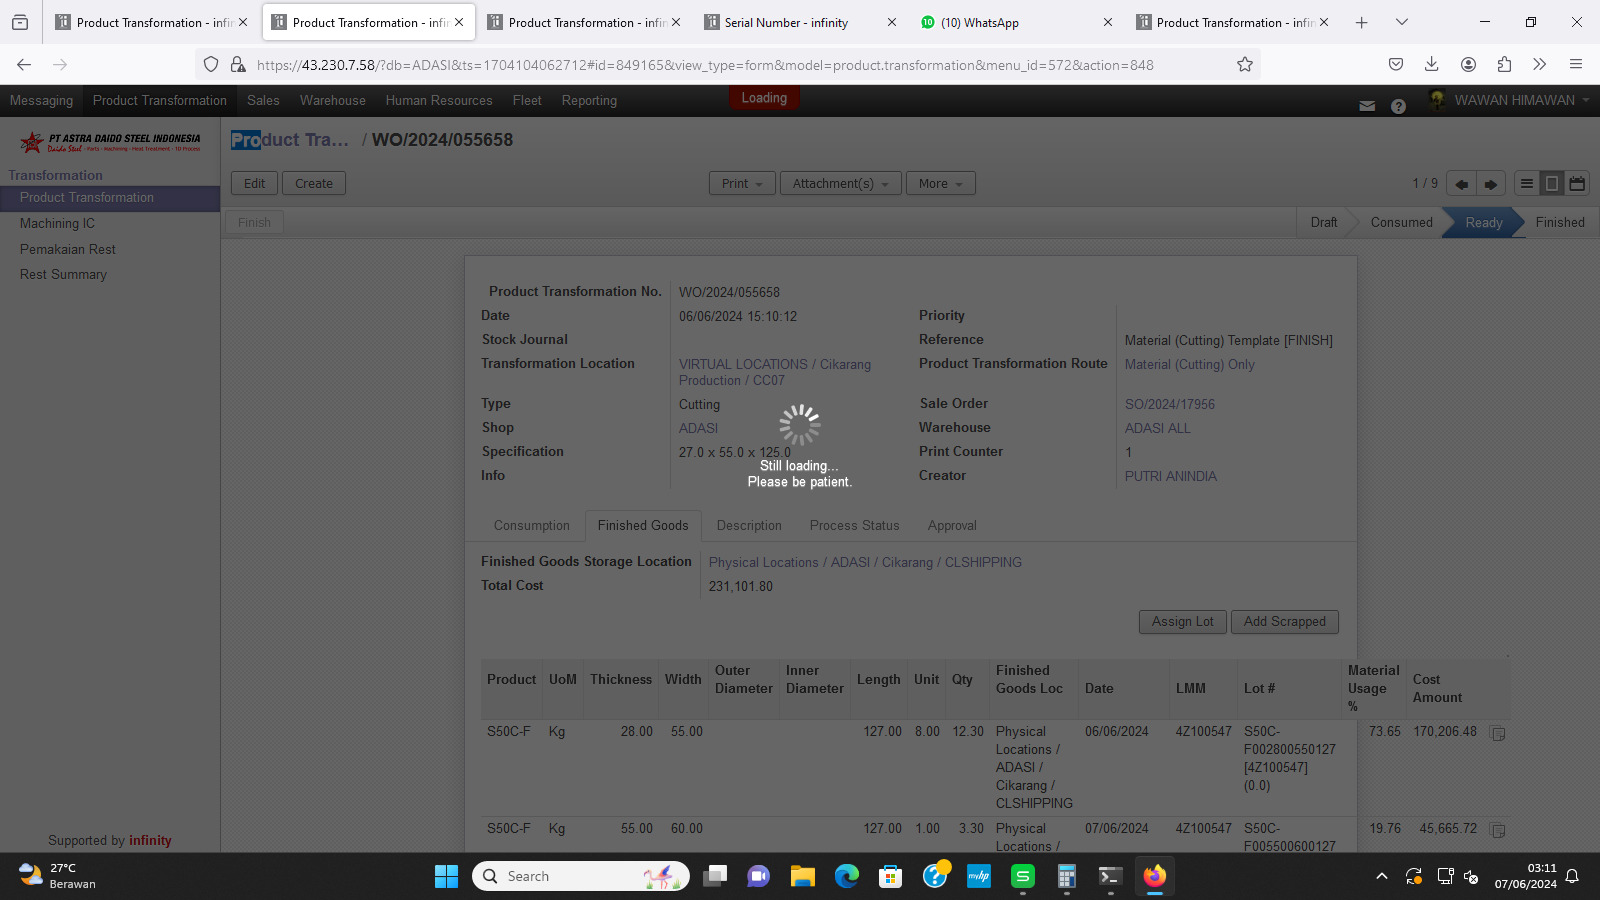 Product Transformation - infin
Product Transformation - infin
Product Transformation - infin
Serial Number - infinity
(10) WhatsApp
Product Transformation - infin
https://43.230.7.58/?db=ADASI&ts=1704104062712#id=849165&view_type=form&model=product.transformation&menu_id=572&action=848
Messaging Product Transformation Sales Warehouse Human Resources Fleet Reporting
Loading
WAWAN HIMAWAN
PT ASTRA DAIDO STEEL INDONESIA
Product Tra... / WO/2024/055658
Transformation
Product Transformation
Machining IC
Pemakaian Rest
Rest Summary
Edit Create Print Attachment(s) More 1 / 9
Finish Draft Consumed Ready Finished
Product Transformation No. WO/2024/055658
Date 06/06/2024 15:10:12 Priority
Stock Journal Reference Material (Cutting) Template [FINISH]
Transformation Location VIRTUAL LOCATIONS / Cikarang Product Transformation Route Material (Cutting) Only
Production / CC07
Type Cutting Sale Order SO/2024/17956
Shop ADASI Warehouse ADASI ALL
Specification 27.0 x 55.0 x 125.0 Print Counter 1
Info Creator PUTRI ANINDIA
Still loading...
Please be patient.
Consumption Finished Goods Description Process Status Approval
Finished Goods Storage Location Physical Locations / ADASI / Cikarang / CLSHIPPING
Total Cost 231,101.80
Assign Lot Add Scrapped
Product UoM Thickness Width Outer Diameter Inner Diameter Length Unit Qty Finished Goods Loc Date LMM Lot # Material Usage % Cost Amount
S50C-F Kg 28.00 55.00 127.00 8.00 12.30 Physical 06/06/2024 4Z100547 S50C- 73.65 170,206.48
Locations / F002800550127
ADASI / [4Z100547]
Cikarang / (0.0)
CLSHIPPING
S50C-F Kg 55.00 60.00 127.00 1.00 3.30 Physical 07/06/2024 4Z100547 S50C- 19.76 45,665.72
Locations / F005500600127
Supported by infinity
27°C
Berawan
Search
myhp
03:11
07/06/2024